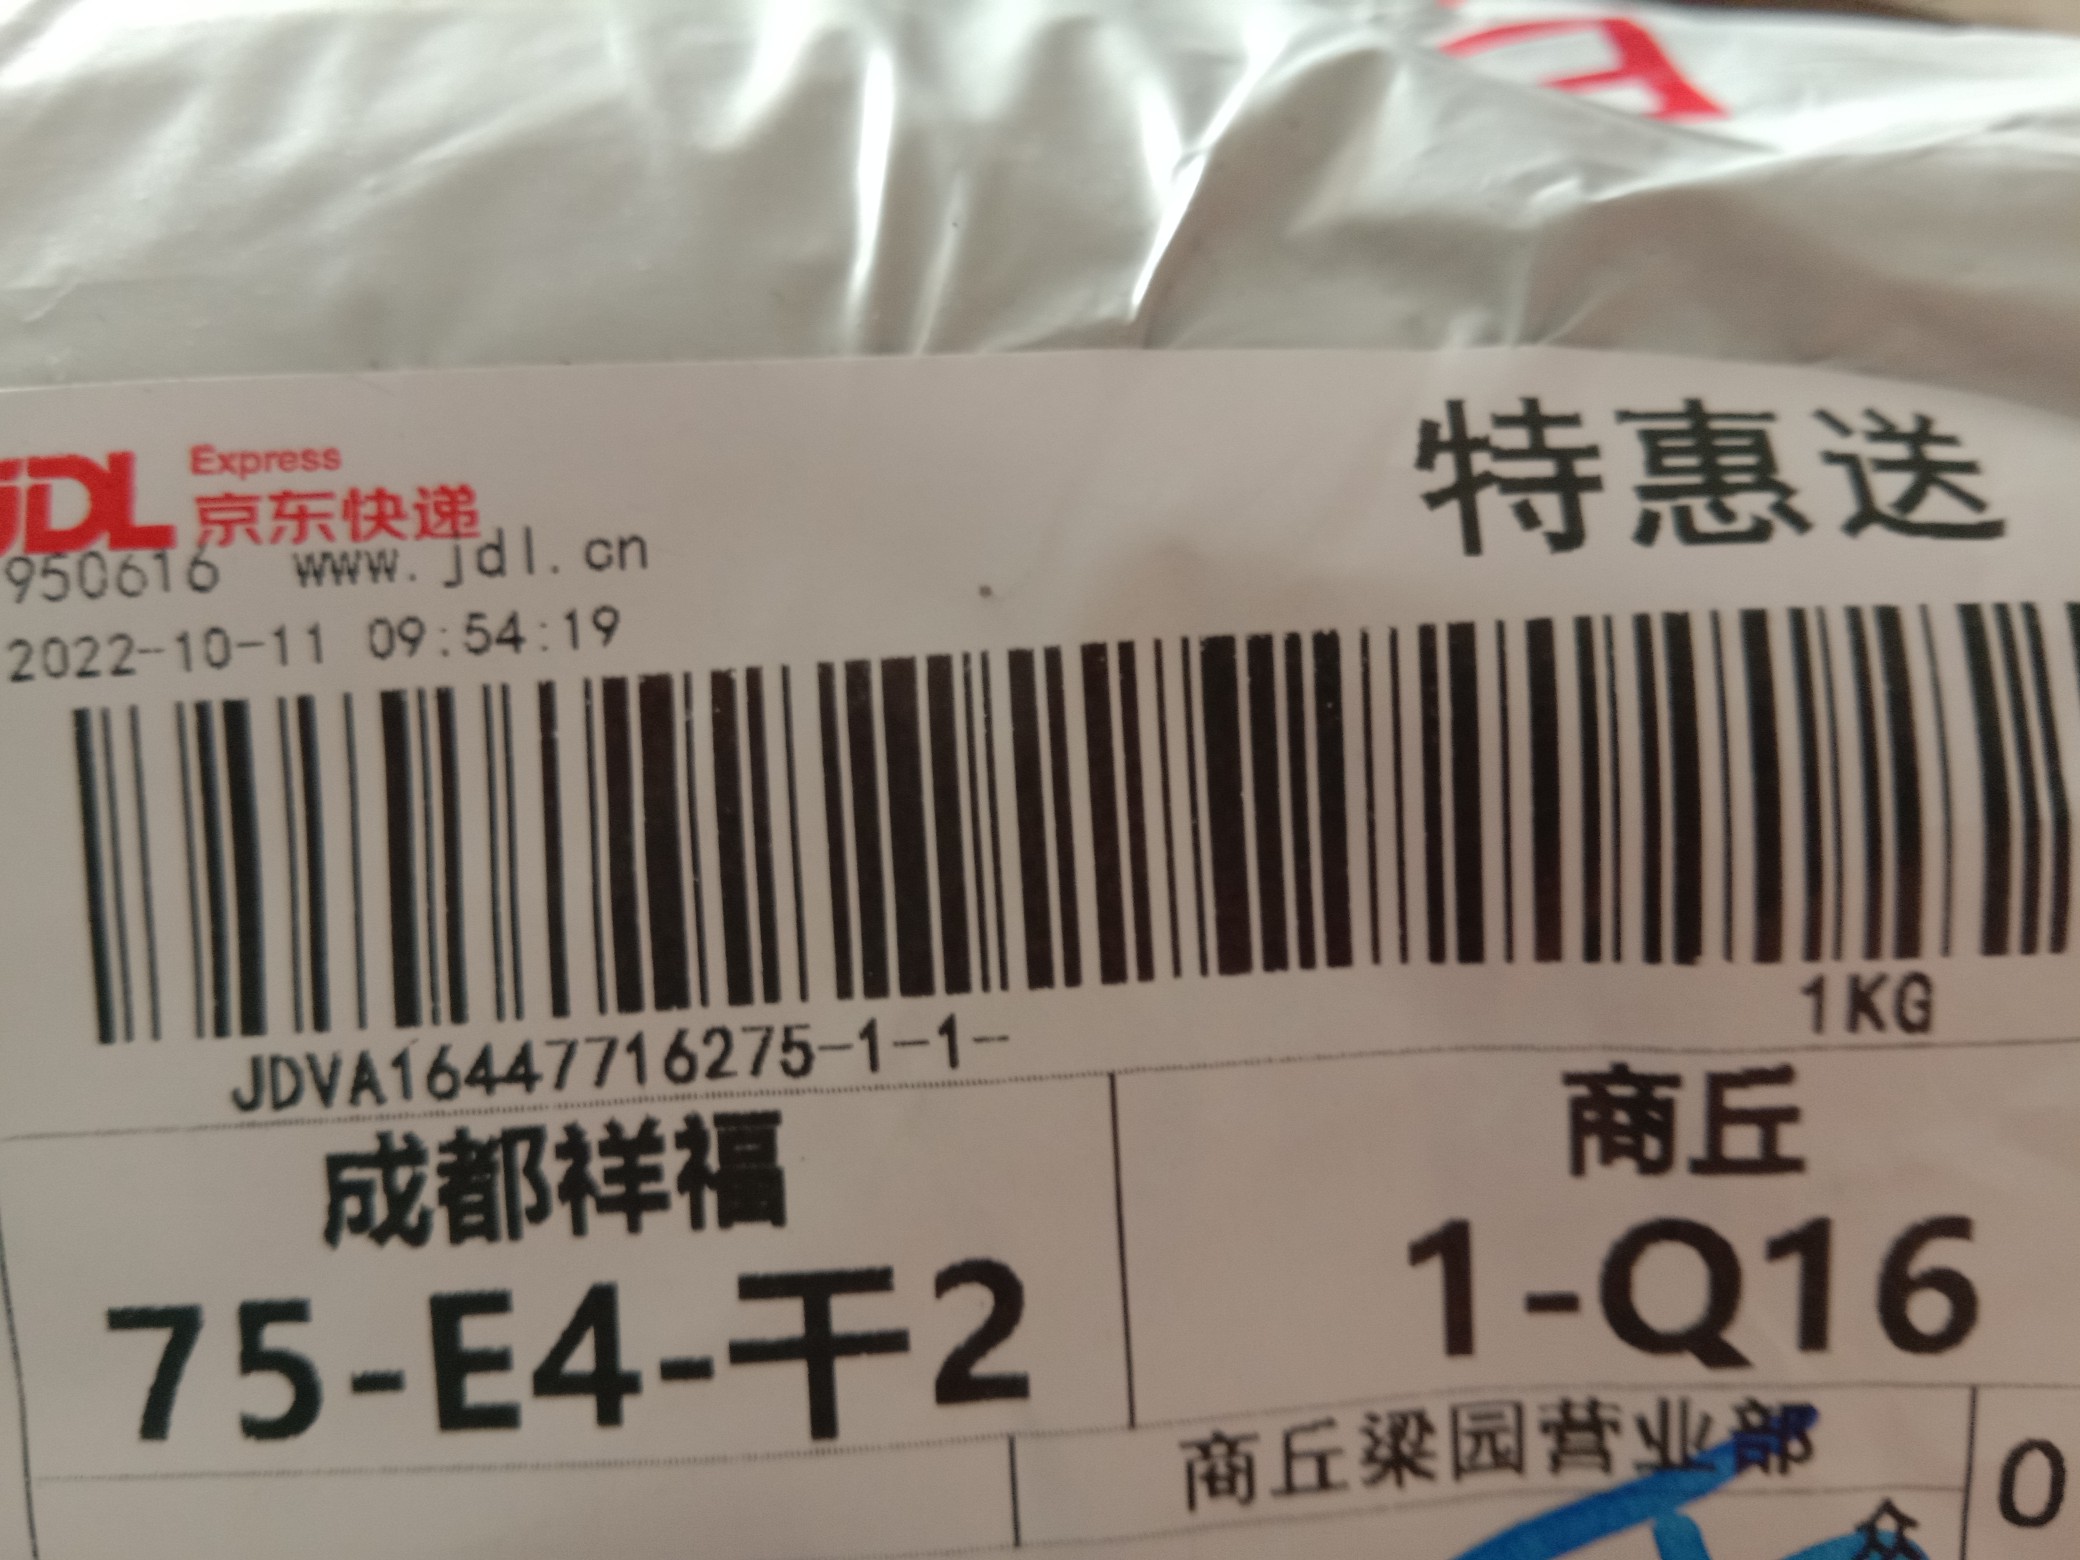 特惠送
JDL Express
京东快递
950616 www.jdl.cn
2022-10-11 09:54:19
JDVA16447716275-1-1-
1KG
成都祥福
商丘
75-E4-干2
1-Q16
商丘梁园营业部
0
众